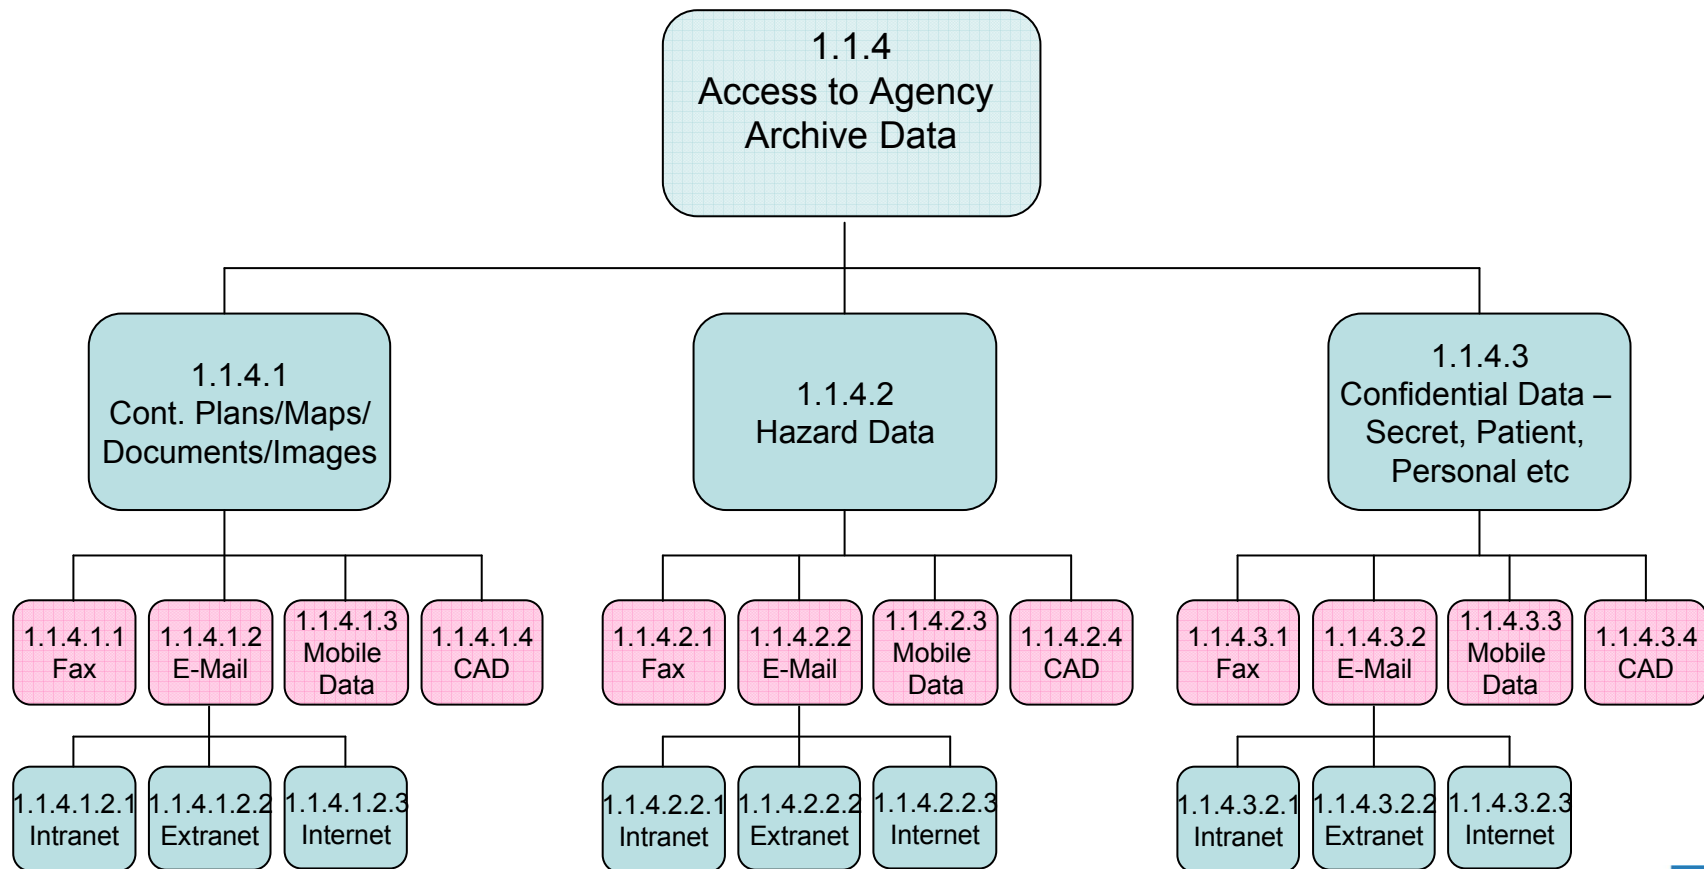 1.1.4
Access to Agency
Archive Data
1.1.4.1
Cont. Plans/Maps/
Documents/Images
1.1.4.2
Hazard Data
1.1.4.3
Confidential Data –
Secret, Patient,
Personal etc
1.1.4.1.1
Fax
1.1.4.1.2
E-Mail
1.1.4.1.3
Mobile
Data
1.1.4.1.4
CAD
1.1.4.2.1
Fax
1.1.4.2.2
E-Mail
1.1.4.2.3
Mobile
Data
1.1.4.2.4
CAD
1.1.4.3.1
Fax
1.1.4.3.2
E-Mail
1.1.4.3.3
Mobile
Data
1.1.4.3.4
CAD
1.1.4.1.2.1
Intranet
1.1.4.1.2.2
Extranet
1.1.4.1.2.3
Internet
1.1.4.2.2.1
Intranet
1.1.4.2.2.2
Extranet
1.1.4.2.2.3
Internet
1.1.4.3.2.1
Intranet
1.1.4.3.2.2
Extranet
1.1.4.3.2.3
Internet